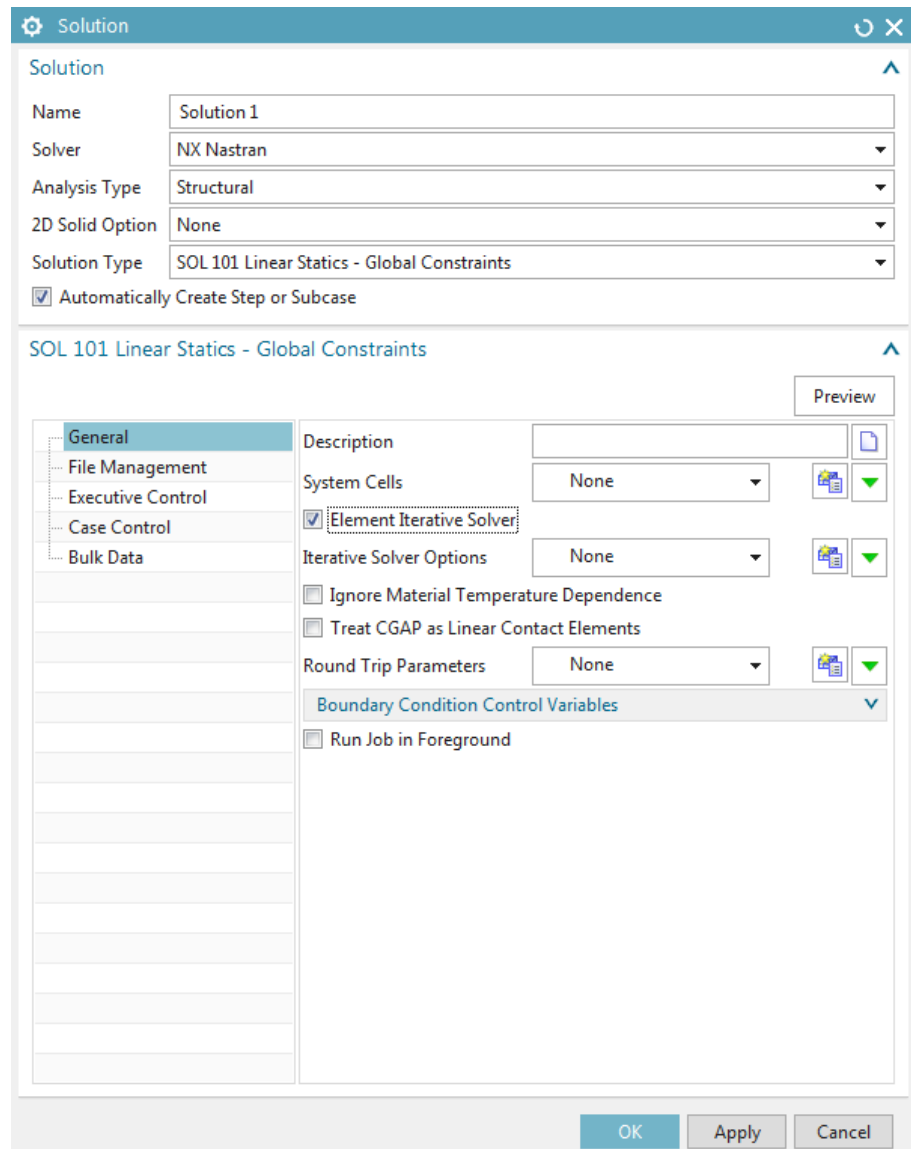 Solution
Solution
Name Solution 1
Solver NX Nastran
Analysis Type Structural
2D Solid Option None
Solution Type SOL 101 Linear Statics - Global Constraints
Automatically Create Step or Subcase
SOL 101 Linear Statics - Global Constraints
Preview
General
File Management
Executive Control
Case Control
Bulk Data
Description
System Cells None
Element Iterative Solver
Iterative Solver Options None
Ignore Material Temperature Dependence
Treat CGAP as Linear Contact Elements
Round Trip Parameters None
Boundary Condition Control Variables
Run Job in Foreground
OK Apply Cancel